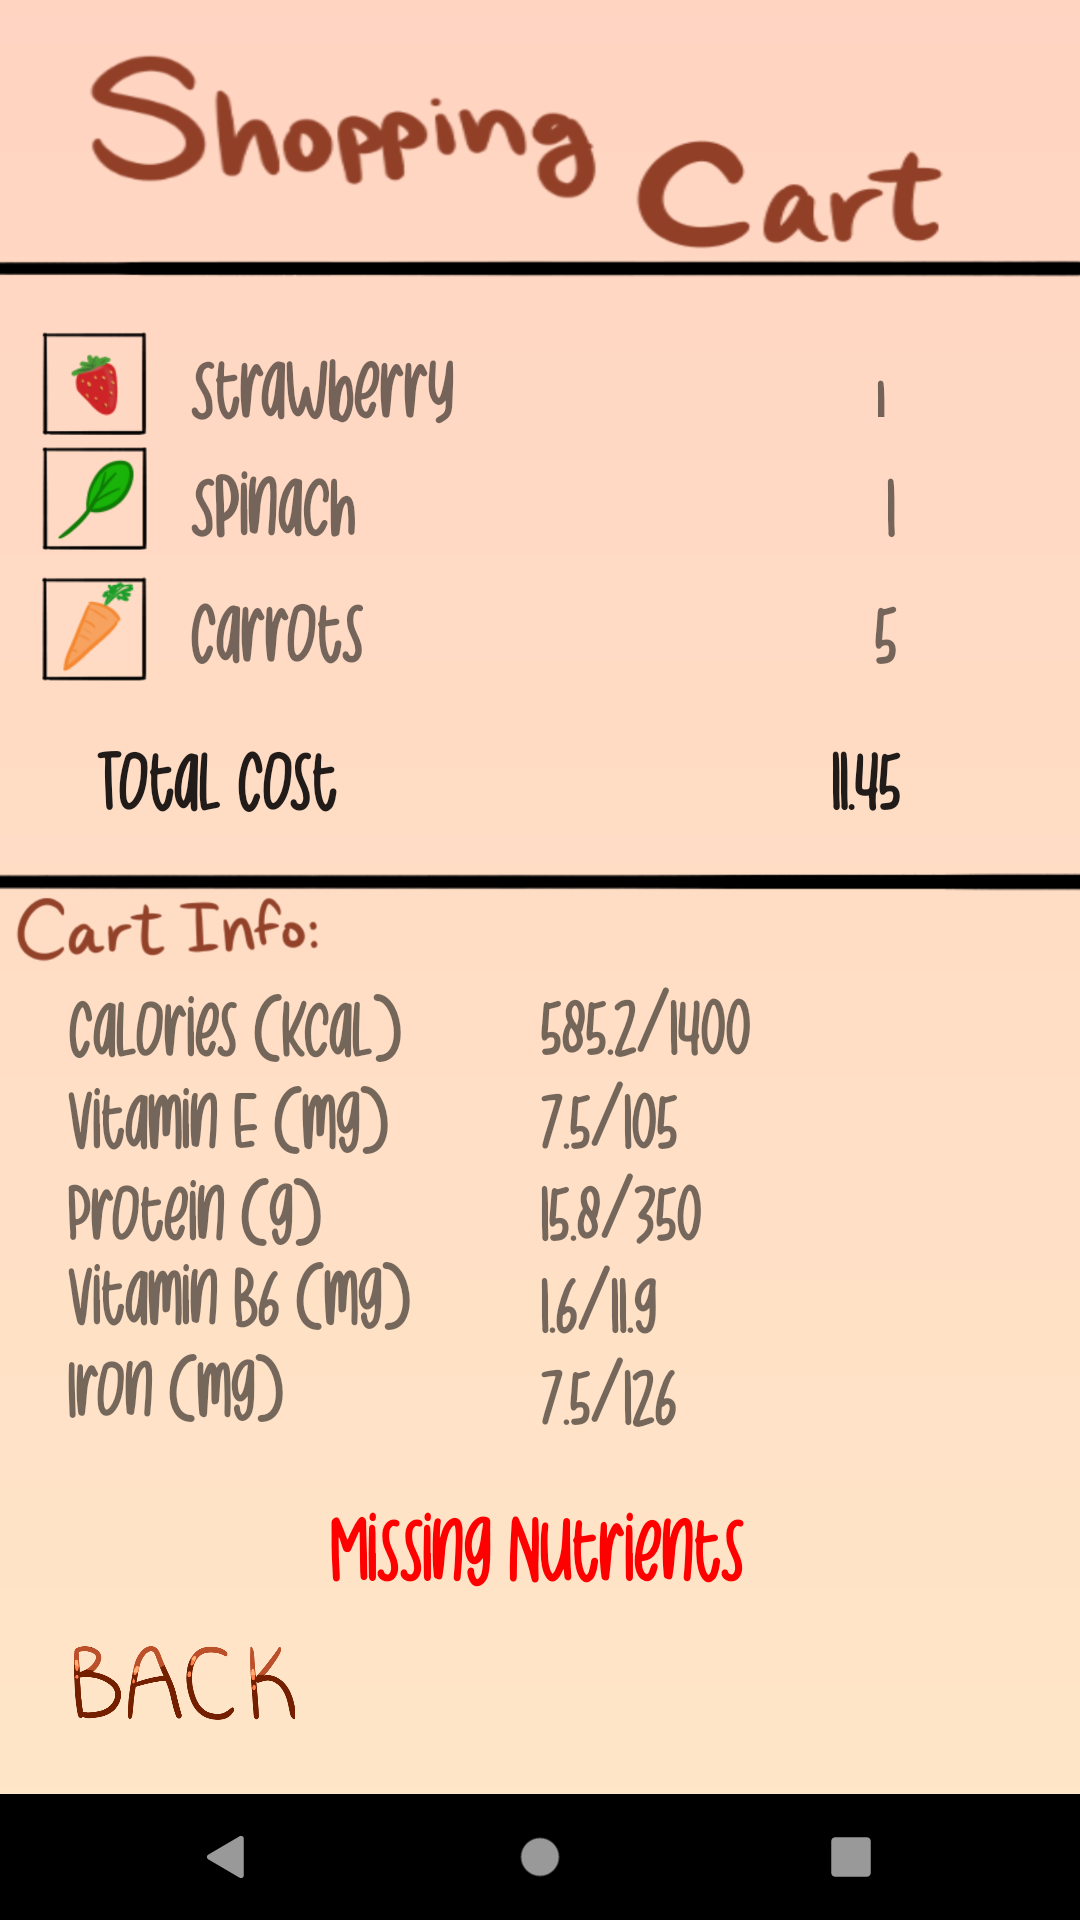 Shopping Cart
strawberry 1
spinach 1
carrots 5
Total cost 11.45
Cart Info:
Calories (kcal) 585.2/1400
Vitamin E (mg) 7.5/105
Protein (g) 15.8/350
Vitamin B6 (mg) 1.6/11.9
Iron (mg) 7.5/126
Missing Nutrients
BACK